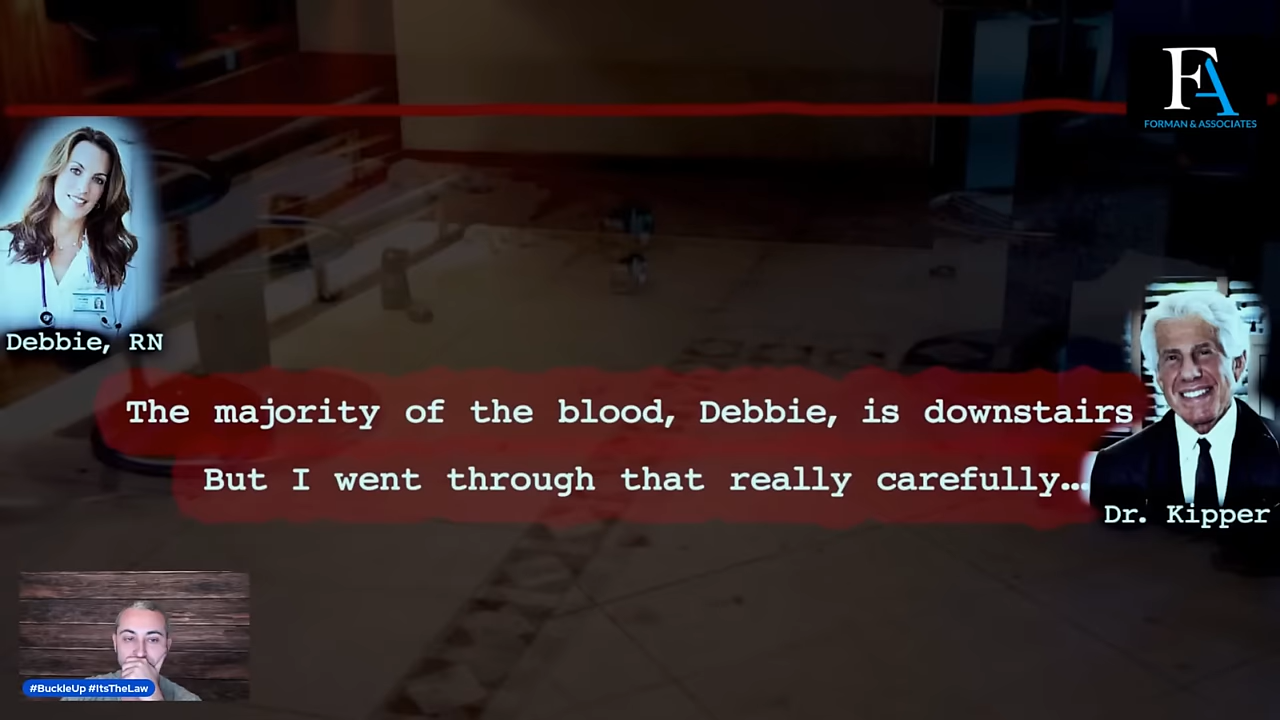 FA
FORMAN & ASSOCIATES
Debbie, RN
The majority of the blood, Debbie, is downstairs
But I went through that really carefully…
Dr. Kipper
#BuckleUp #ItsTheLaw